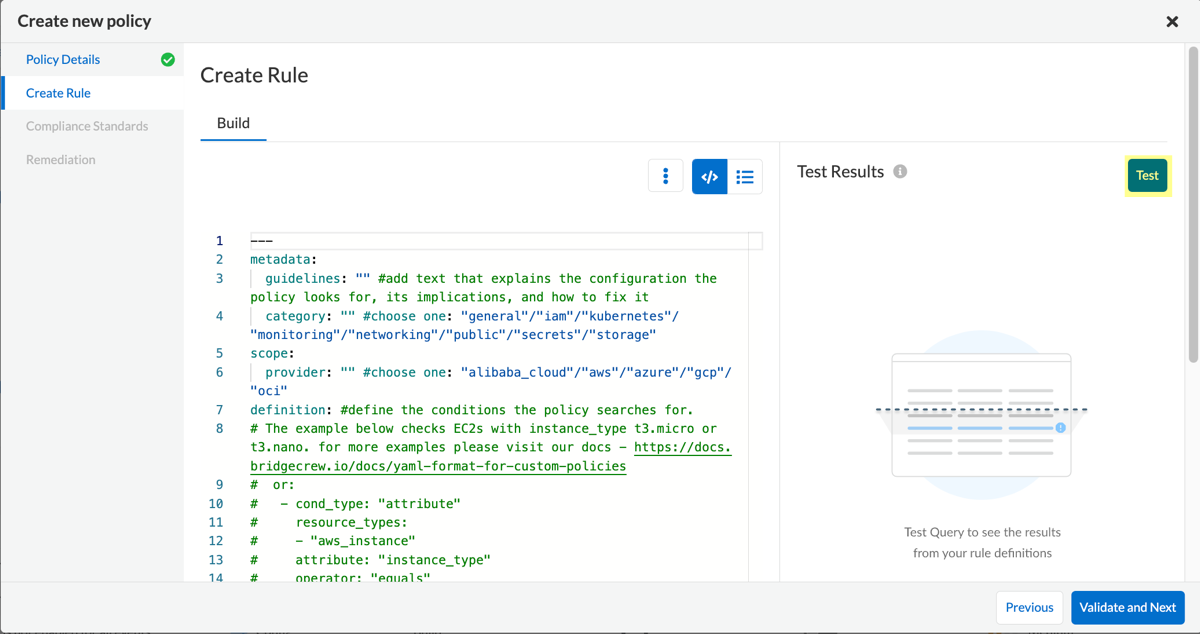 Create new policy
Policy Details
Create Rule
Compliance Standards
Remediation
Create Rule
Build
</>
1 ---
2 metadata:
3 guidelines: "" #add text that explains the configuration the
policy looks for, its implications, and how to fix it
4 category: "" #choose one: "general"/"iam"/"kubernetes"/
"monitoring"/"networking"/"public"/"secrets"/"storage"
5 scope:
6 provider: "" #choose one: "alibaba_cloud"/"aws"/"azure"/"gcp"/
"oci"
7 definition: #define the conditions the policy searches for.
8 # The example below checks EC2s with instance_type t3.micro or
t3.nano. for more examples please visit our docs - https://docs.
bridgecrew.io/docs/yaml-format-for-custom-policies
9 # or:
10 # - cond_type: "attribute"
11 # resource_types:
12 # - "aws_instance"
13 # attribute: "instance_type"
14 # operator: "equals"
Test Results
Test
Test Query to see the results
from your rule definitions
Previous
Validate and Next